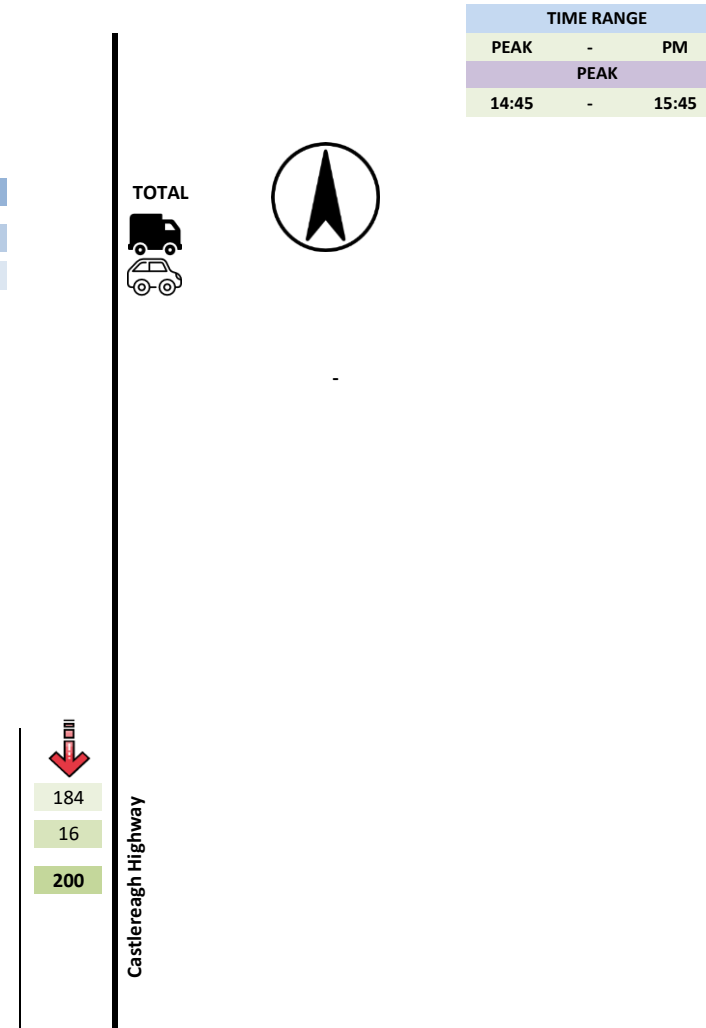 TIME RANGE
PEAK - PM
PEAK
14:45 - 15:45
TOTAL
-
184
16
200
Castlereagh Highway